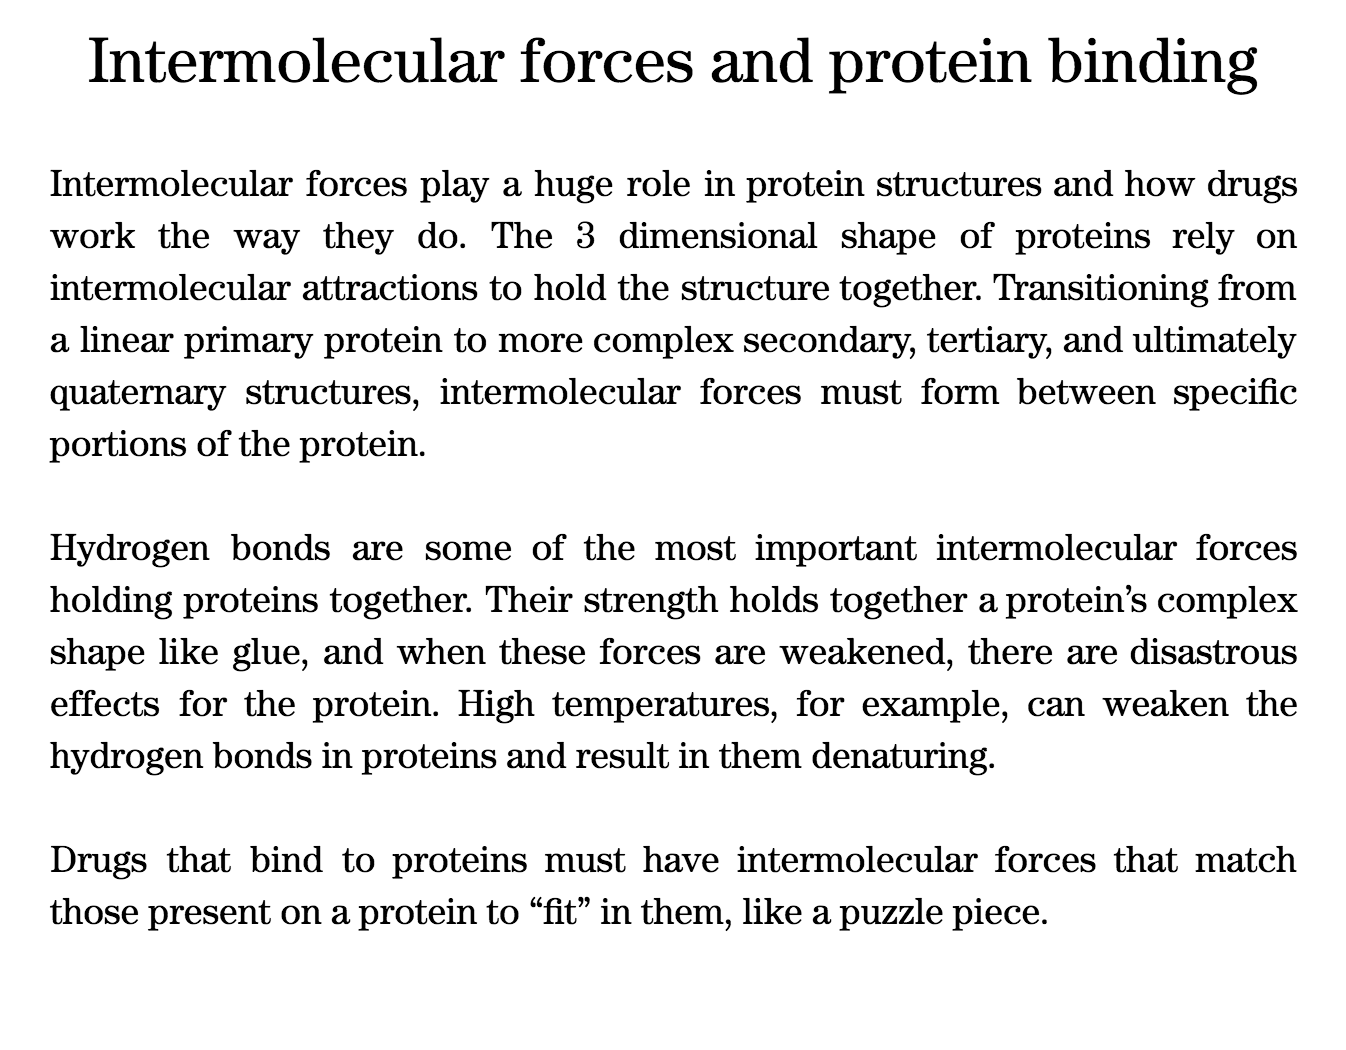 Intermolecular forces and protein binding
Intermolecular forces play a huge role in protein structures and how drugs
work the way they do. The 3 dimensional shape of proteins rely on
intermolecular attractions to hold the structure together. Transitioning from
a linear primary protein to more complex secondary, tertiary, and ultimately
quaternary structures, intermolecular forces must form between specific
portions of the protein.
Hydrogen bonds are some of the most important intermolecular forces
holding proteins together. Their strength holds together a protein’s complex
shape like glue, and when these forces are weakened, there are disastrous
effects for the protein. High temperatures, for example, can weaken the
hydrogen bonds in proteins and result in them denaturing.
Drugs that bind to proteins must have intermolecular forces that match
those present on a protein to “fit” in them, like a puzzle piece.